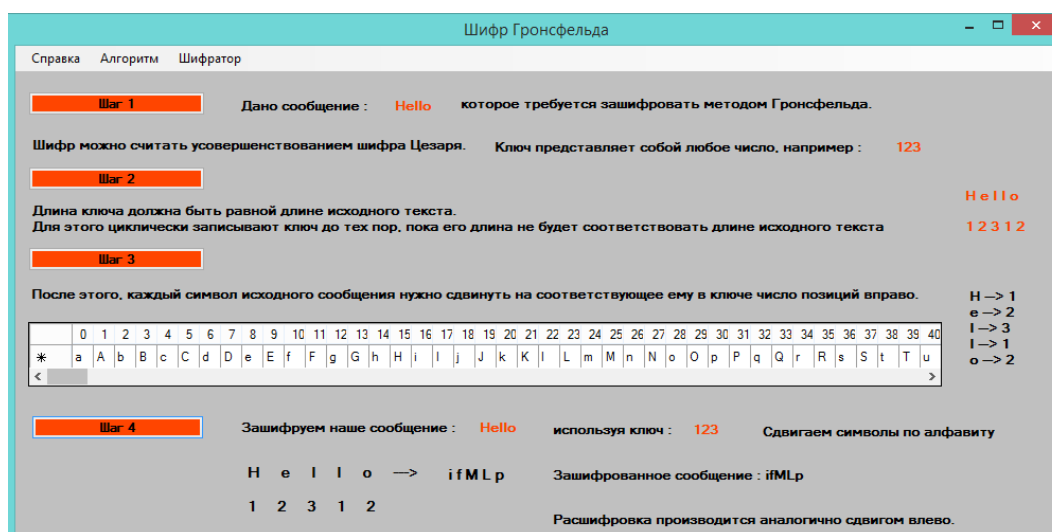 Шифр Гронсфельда
Справка Алгоритм Шифратор
Шаг 1 Дано сообщение : Hello которое требуется зашифровать методом Гронсфельда.
Шифр можно считать усовершенствованием шифра Цезаря. Ключ представляет собой любое число, например : 123
Шаг 2
Hello
Длина ключа должна быть равной длине исходного текста.
Для этого циклически записывают ключ до тех пор, пока его длина не будет соответствовать длине исходного текста 12312
Шаг 3
После этого, каждый символ исходного сообщения нужно сдвинуть на соответствующее ему в ключе число позиций вправо.
H --> 1
e --> 2
l --> 3
l --> 1
o --> 2
0 1 2 3 4 5 6 7 8 9 10 11 12 13 14 15 16 17 18 19 20 21 22 23 24 25 26 27 28 29 30 31 32 33 34 35 36 37 38 39 40
* a A b B c C d D e E f F g G h H i I j J k K l L m M n N o O p P q Q r R s S t T u
Шаг 4 Зашифруем наше сообщение : Hello используя ключ : 123 Сдвигаем символы по алфавиту
H e l l o ---> ifMLp Зашифрованное сообщение : ifMLp
1 2 3 1 2
Расшифровка производится аналогично сдвигом влево.